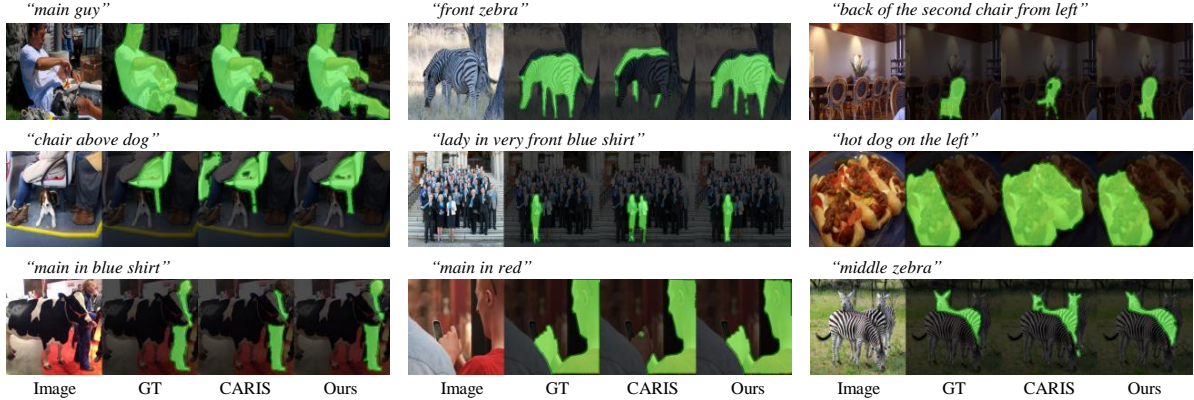 “main guy”
“front zebra”
“back of the second chair from left”
“chair above dog”
“lady in very front blue shirt”
“hot dog on the left”
“main in blue shirt”
“main in red”
“middle zebra”
Image GT CARIS Ours
Image GT CARIS Ours
Image GT CARIS Ours